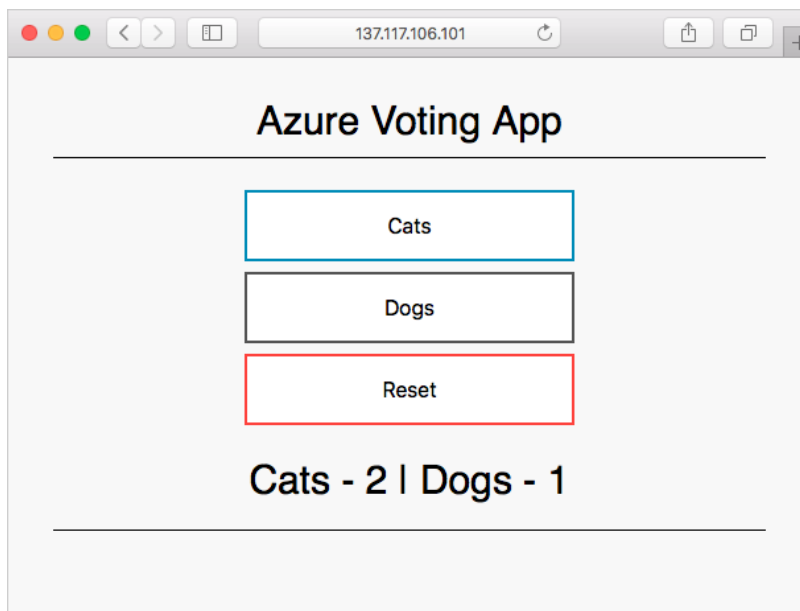 137.117.106.101
Azure Voting App
Cats
Dogs
Reset
Cats - 2 | Dogs - 1